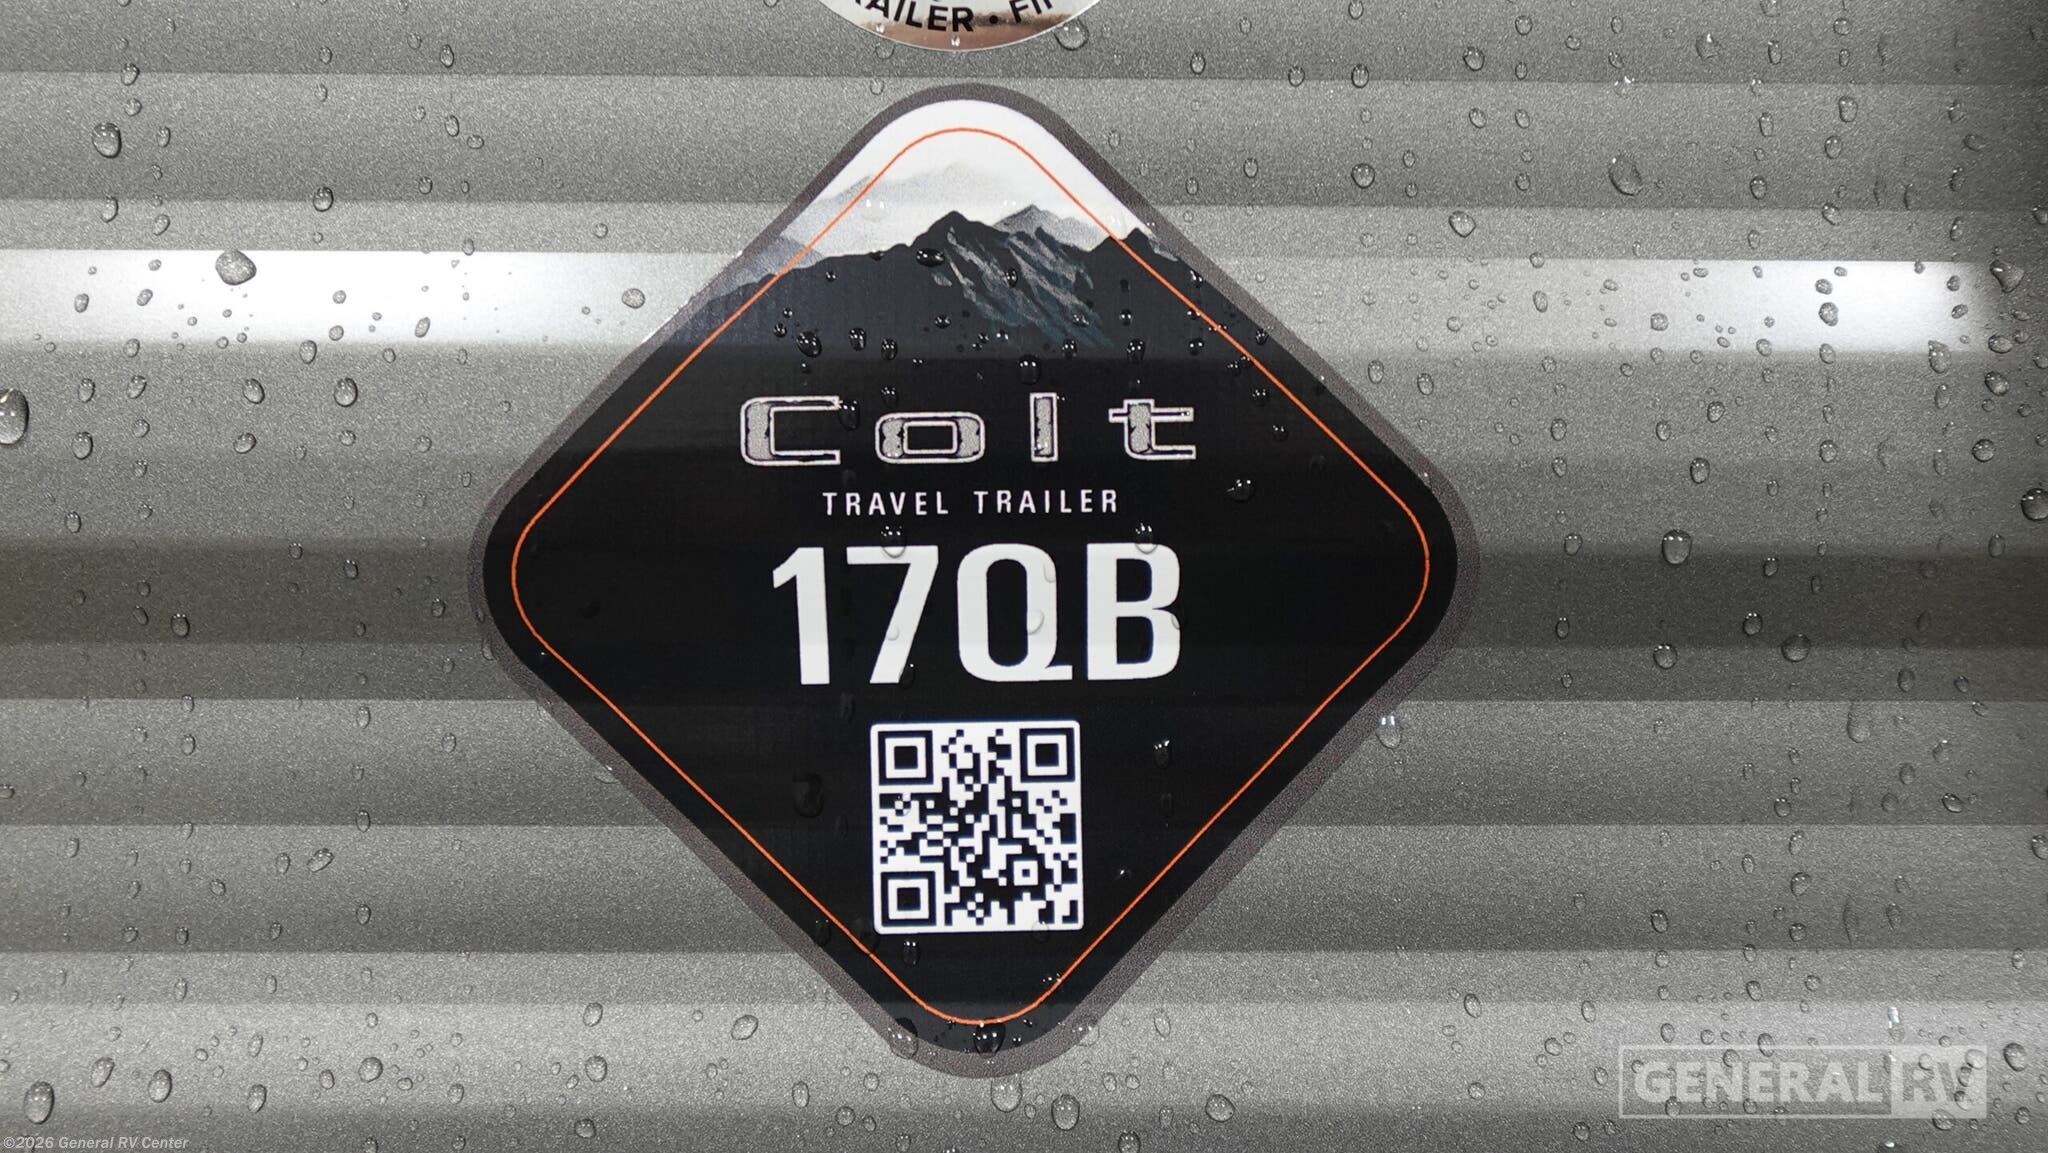 TRAILER • FI
Colt
TRAVEL TRAILER
17QB
GENERAL RV
©2026 General RV Center